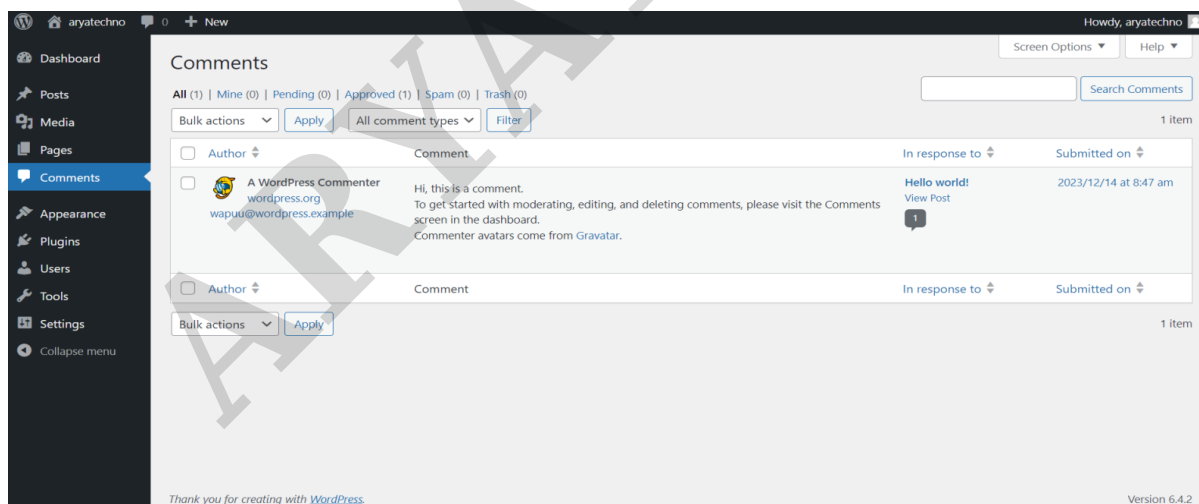 aryatechno 0 + New Howdy, aryatechno
Screen Options ▼ Help ▼
Dashboard
Posts
Media
Pages
Comments
Appearance
Plugins
Users
Tools
Settings
Collapse menu
Comments
All (1) | Mine (0) | Pending (0) | Approved (1) | Spam (0) | Trash (0)
Search Comments
Bulk actions Apply All comment types Filter 1 item
Author Comment In response to Submitted on
A WordPress Commenter
wordpress.org
wapuu@wordpress.example
Hi, this is a comment.
To get started with moderating, editing, and deleting comments, please visit the Comments
screen in the dashboard.
Commenter avatars come from Gravatar.
Hello world!
View Post
1
2023/12/14 at 8:47 am
Author Comment In response to Submitted on
Bulk actions Apply 1 item
Thank you for creating with WordPress. Version 6.4.2
ARYA